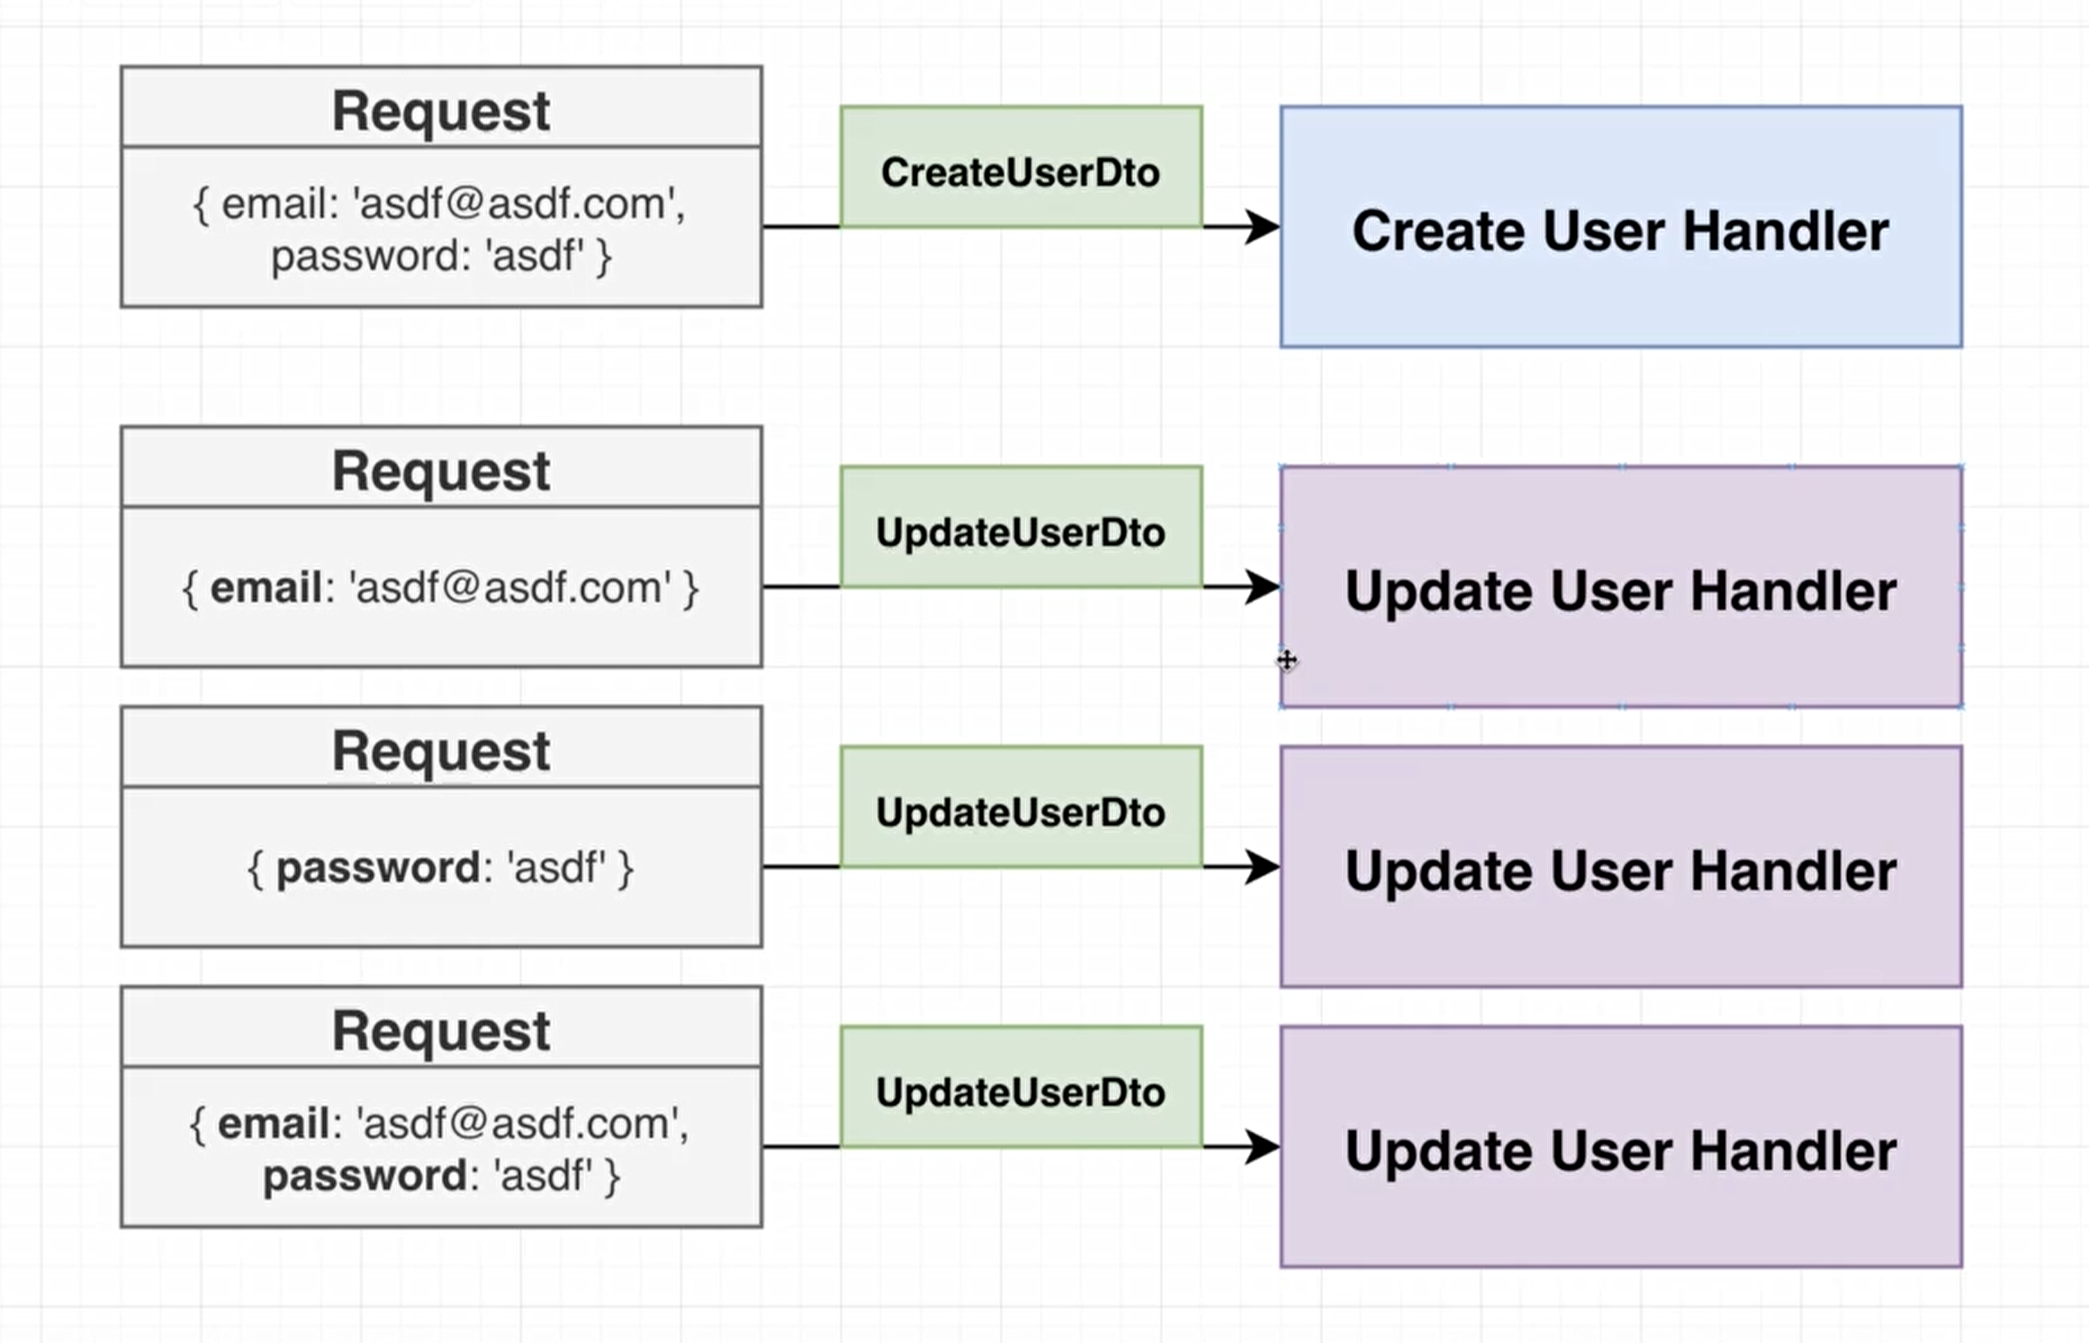 Request
{ email: 'asdf@asdf.com',
password: 'asdf' }
CreateUserDto
Create User Handler
Request
{ email: 'asdf@asdf.com' }
UpdateUserDto
Update User Handler
Request
{ password: 'asdf' }
UpdateUserDto
Update User Handler
Request
{ email: 'asdf@asdf.com',
password: 'asdf' }
UpdateUserDto
Update User Handler